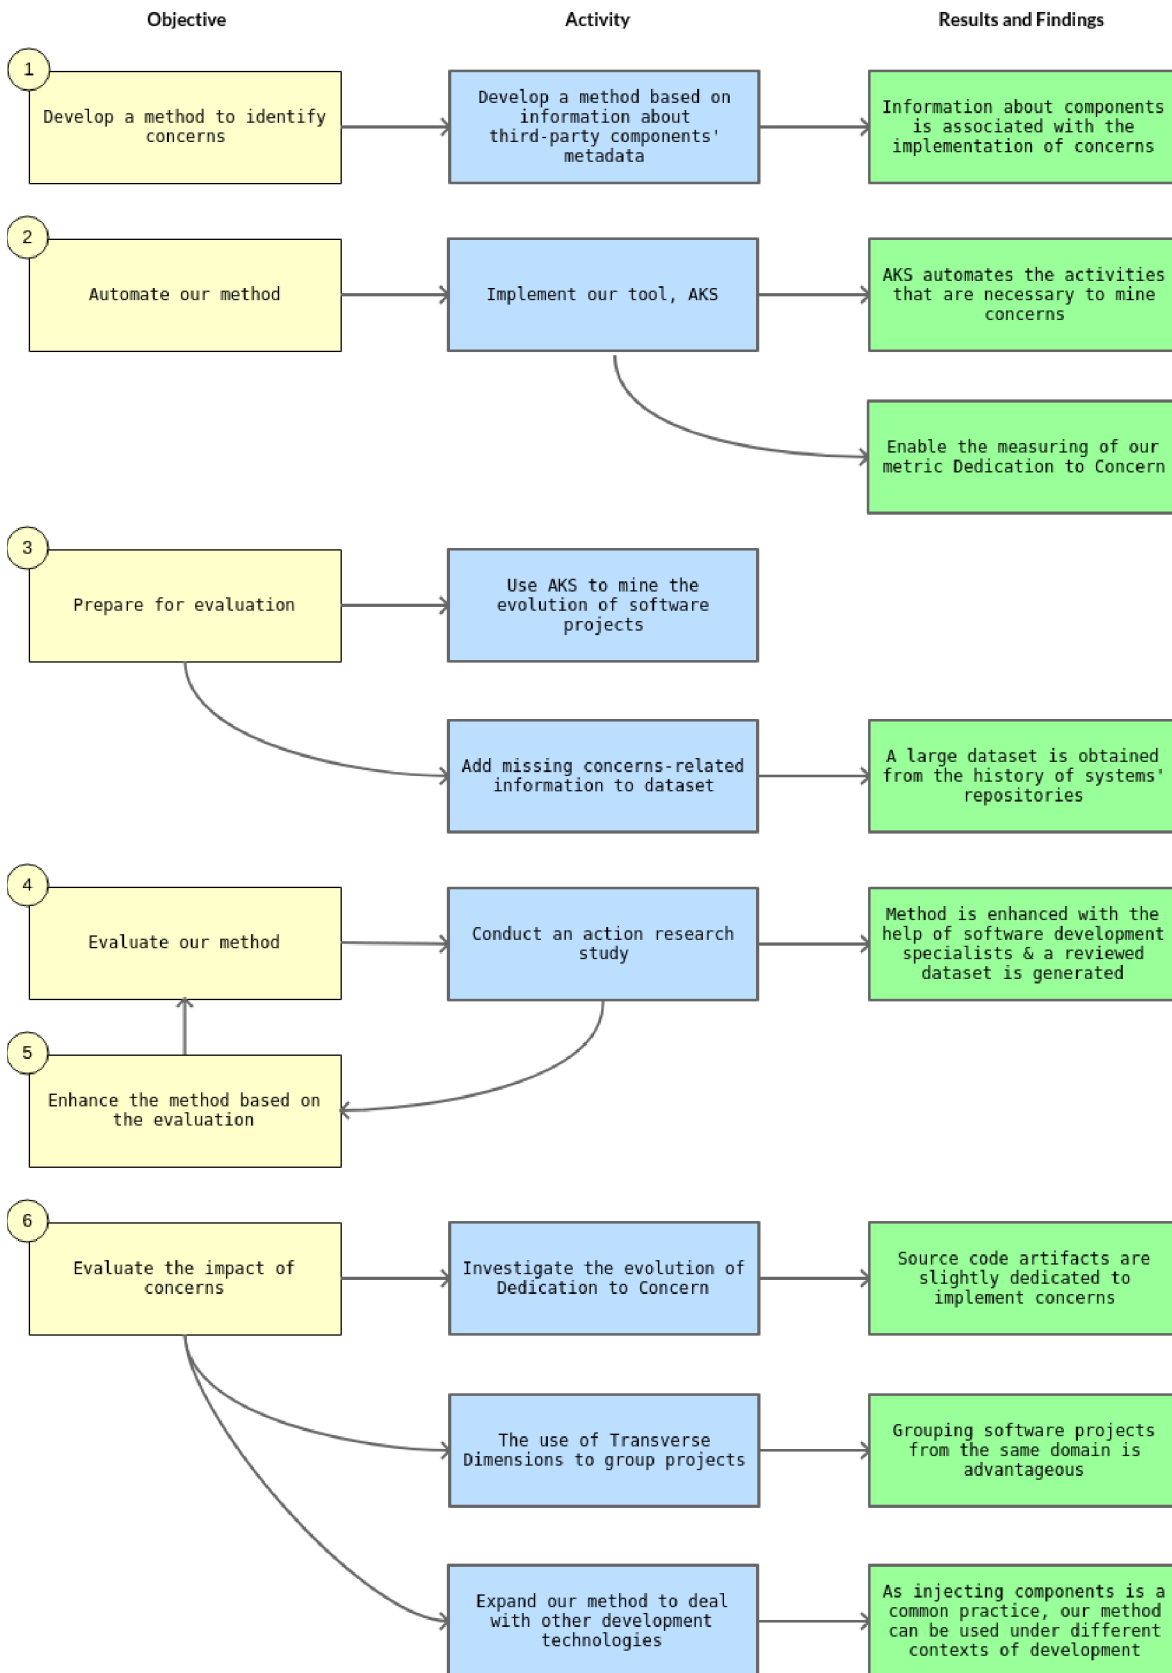 Objective
Activity
Results and Findings
1
Develop a method to identify
concerns
Develop a method based on
information about
third-party components'
metadata
Information about components
is associated with the
implementation of concerns
2
Automate our method
Implement our tool, AKS
AKS automates the activities
that are necessary to mine
concerns
Enable the measuring of our
metric Dedication to Concern
3
Prepare for evaluation
Use AKS to mine the
evolution of software
projects
Add missing concerns-related
information to dataset
A large dataset is obtained
from the history of systems'
repositories
4
Evaluate our method
Conduct an action research
study
Method is enhanced with the
help of software development
specialists & a reviewed
dataset is generated
5
Enhance the method based on
the evaluation
6
Evaluate the impact of
concerns
Investigate the evolution of
Dedication to Concern
Source code artifacts are
slightly dedicated to
implement concerns
The use of Transverse
Dimensions to group projects
Grouping software projects
from the same domain is
advantageous
Expand our method to deal
with other development
technologies
As injecting components is a
common practice, our method
can be used under different
contexts of development